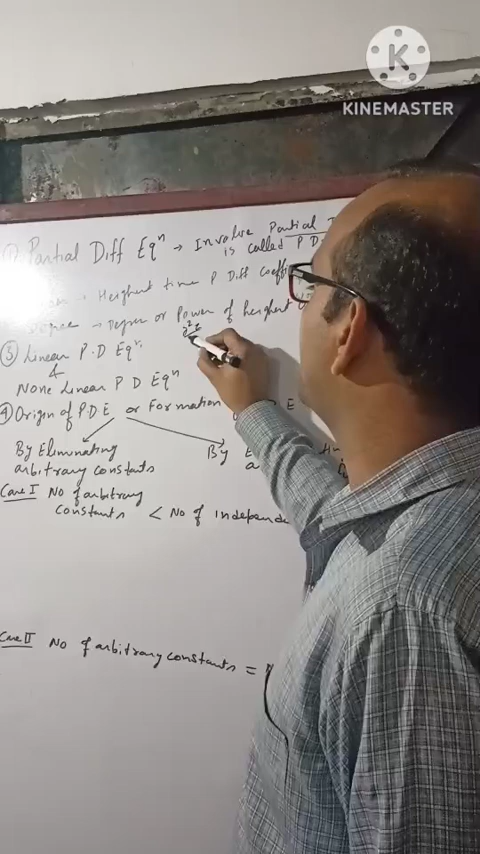 K
KINEMASTER
Partial Diff Eqⁿ → Involve Partial
is called P D
→ Heighest time P Diff Coeffi
Degree → Degree or Power of heighest
∂²z
③ Linear P.D Eqⁿ.
&
None Linear P D Eqⁿ
④ Origin of P.D.E or Formation E
By Eliminating
arbitrary constants
By
Case I No of arbitrary
constants < No of independe
Case II No of arbitrary constants =